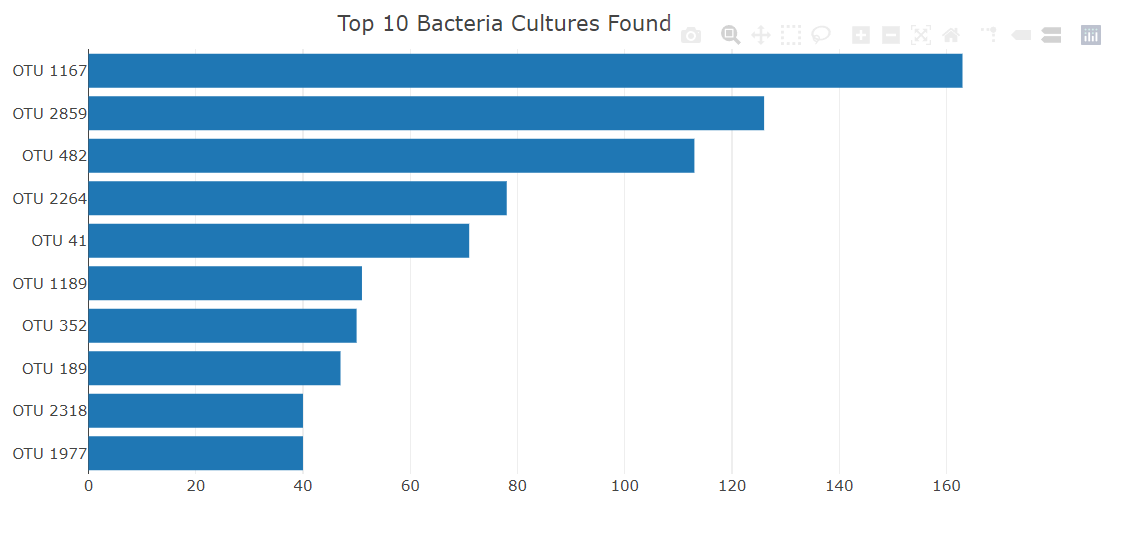 Top 10 Bacteria Cultures Found
OTU 1167
OTU 2859
OTU 482
OTU 2264
OTU 41
OTU 1189
OTU 352
OTU 189
OTU 2318
OTU 1977
0 20 40 60 80 100 120 140 160